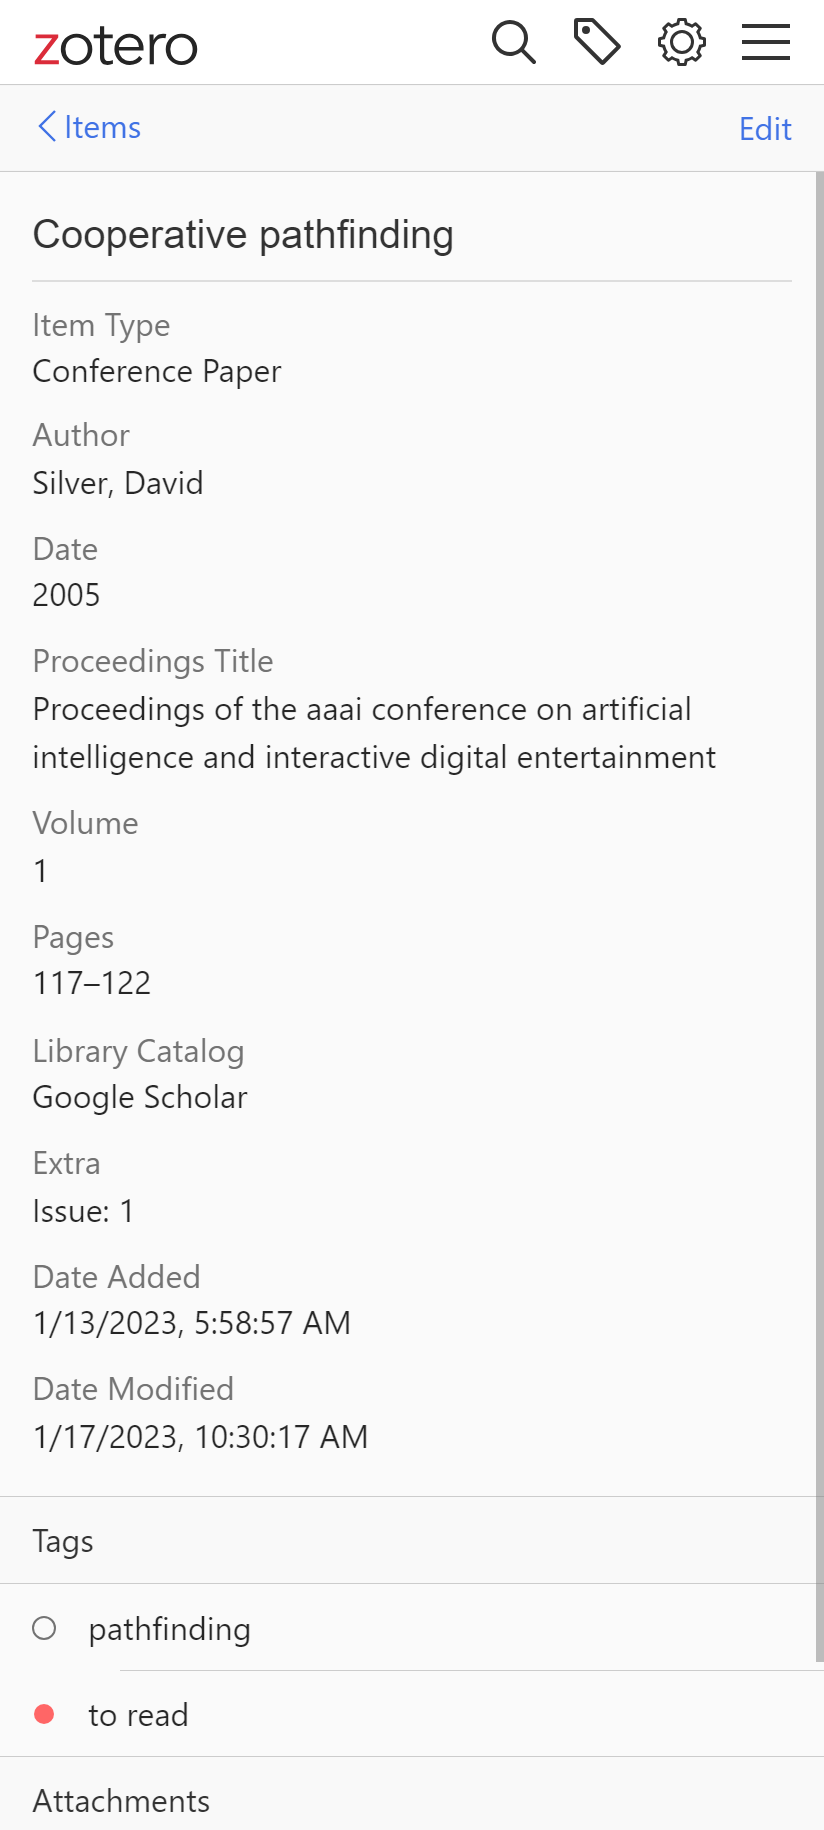 zotero
Items
Edit
Cooperative pathfinding
Item Type
Conference Paper
Author
Silver, David
Date
2005
Proceedings Title
Proceedings of the aaai conference on artificial
intelligence and interactive digital entertainment
Volume
1
Pages
117–122
Library Catalog
Google Scholar
Extra
Issue: 1
Date Added
1/13/2023, 5:58:57 AM
Date Modified
1/17/2023, 10:30:17 AM
Tags
pathfinding
to read
Attachments